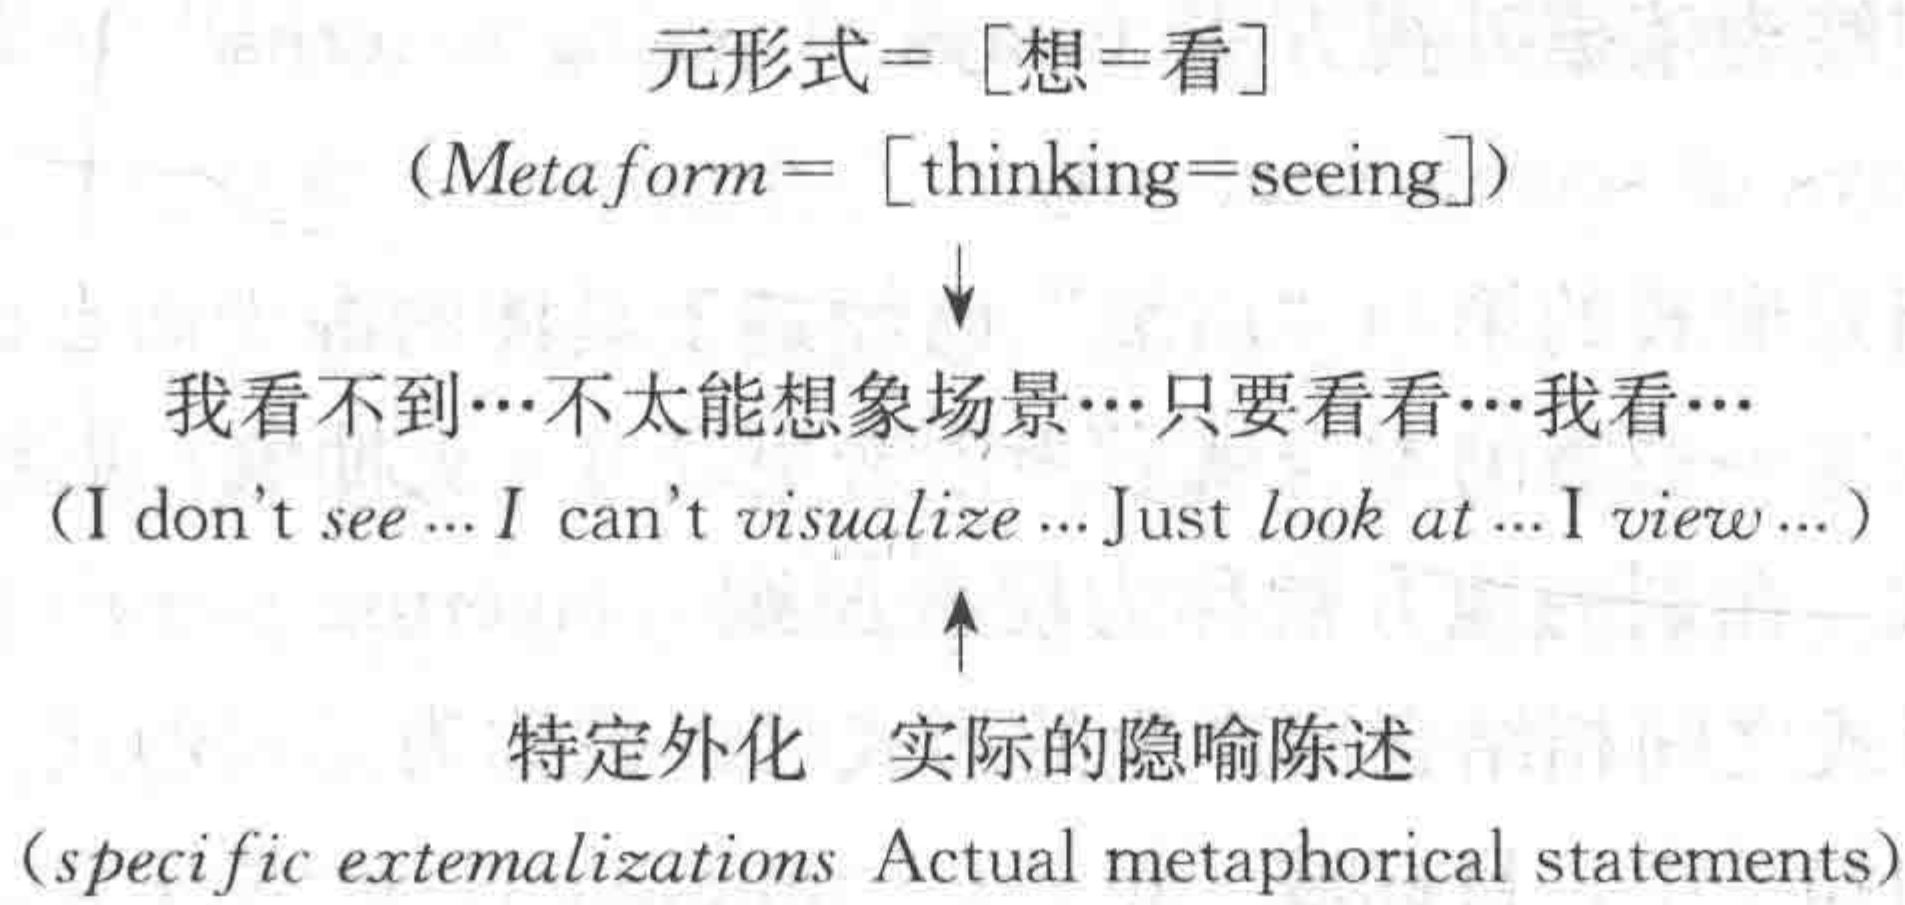 元形式＝［想＝看］
(Metaform＝［thinking＝seeing］)
↓
我看不到…不太能想象场景…只要看看…我看…
(I don't see … I can't visualize … Just look at … I view … )
↑
特定外化 实际的隐喻陈述
(specific extemalizations Actual metaphorical statements)